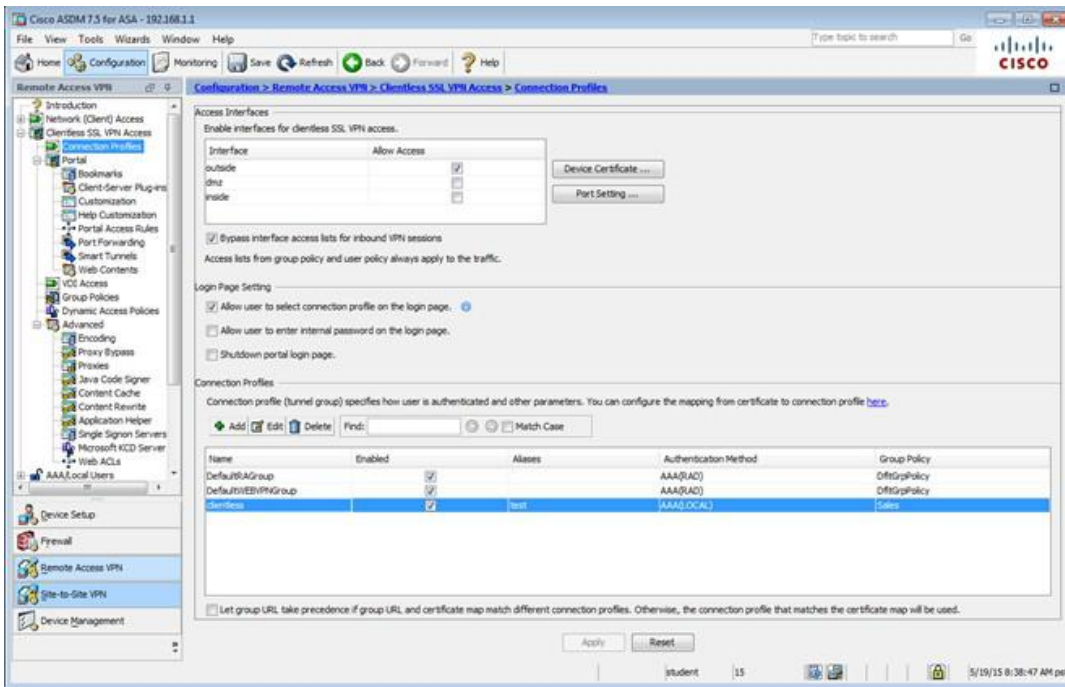 Cisco ASDM 7.5 for ASA - 192.168.1.1
File View Tools Wizards Window Help
Type topic to search Go
Home Configuration Monitoring Save Refresh Back Forward Help
CISCO
Remote Access VPN
Configuration > Remote Access VPN > Clientless SSL VPN Access > Connection Profiles
Introduction
Network (Client) Access
Clientless SSL VPN Access
Connection Profiles
Portal
Bookmarks
Client-Server Plug-ins
Customization
Help Customization
Portal Access Rules
Port Forwarding
Smart Tunnels
Web Contents
VDI Access
Group Policies
Dynamic Access Policies
Advanced
Encoding
Proxy Bypass
Proxies
Java Code Signer
Content Cache
Content Rewrite
Application Helper
Single Signon Servers
Microsoft KCD Server
Web ACLs
AAA/Local Users
Device Setup
Firewall
Remote Access VPN
Site-to-Site VPN
Device Management
Access Interfaces
Enable interfaces for clientless SSL VPN access.
Interface Allow Access
outside
dmz
inside
Device Certificate ...
Port Setting ...
Bypass interface access lists for inbound VPN sessions
Access lists from group policy and user policy always apply to the traffic.
Login Page Setting
Allow user to select connection profile on the login page.
Allow user to enter internal password on the login page.
Shutdown portal login page.
Connection Profiles
Connection profile (tunnel group) specifies how user is authenticated and other parameters. You can configure the mapping from certificate to connection profile here.
Add Edit Delete Find: Match Case
Name Enabled Aliases Authentication Method Group Policy
DefaultRAGroup AAA(RAD) DfltGrpPolicy
DefaultWEBVPNGroup AAA(RAD) DfltGrpPolicy
clientless test AAA(LOCAL) Sales
Let group URL take precedence if group URL and certificate map match different connection profiles. Otherwise, the connection profile that matches the certificate map will be used.
Apply Reset
student 15 5/19/15 8:38:47 AM